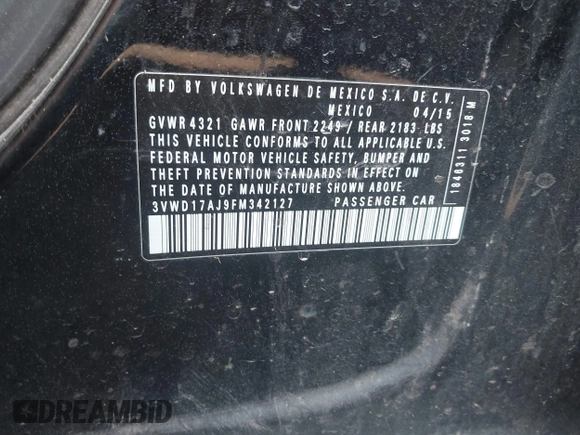 MFD BY VOLKSWAGEN DE MEXICO S.A. DE C.V.
MEXICO 04/15
GVWR 4321 GAWR FRONT 2249 / REAR 2183 LBS
THIS VEHICLE CONFORMS TO ALL APPLICABLE U.S.
FEDERAL MOTOR VEHICLE SAFETY, BUMPER AND
THEFT PREVENTION STANDARDS IN EFFECT ON
THE DATE OF MANUFACTURE SHOWN ABOVE.
3VWD17AJ9FM342127 PASSENGER CAR
1846311 3018 M
DREAMBID